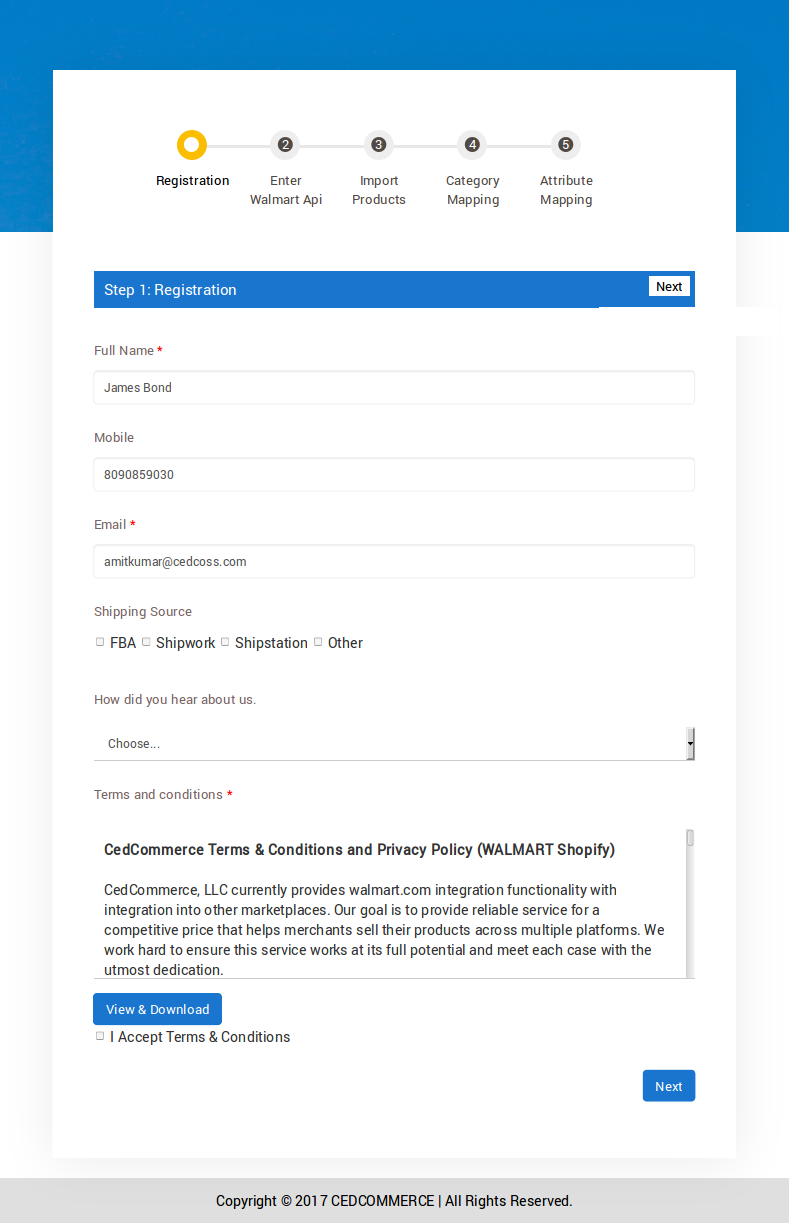 2 3 4 5
Registration Enter Import Category Attribute
Walmart Api Products Mapping Mapping
Step 1: Registration Next
Full Name *
James Bond
Mobile
8090859030
Email *
amitkumar@cedcoss.com
Shipping Source
FBA Shipwork Shipstation Other
How did you hear about us.
Choose...
Terms and conditions *
CedCommerce Terms & Conditions and Privacy Policy (WALMART Shopify)
CedCommerce, LLC currently provides walmart.com integration functionality with
integration into other marketplaces. Our goal is to provide reliable service for a
competitive price that helps merchants sell their products across multiple platforms. We
work hard to ensure this service works at its full potential and meet each case with the
utmost dedication.
View & Download
I Accept Terms & Conditions
Next
Copyright © 2017 CEDCOMMERCE | All Rights Reserved.